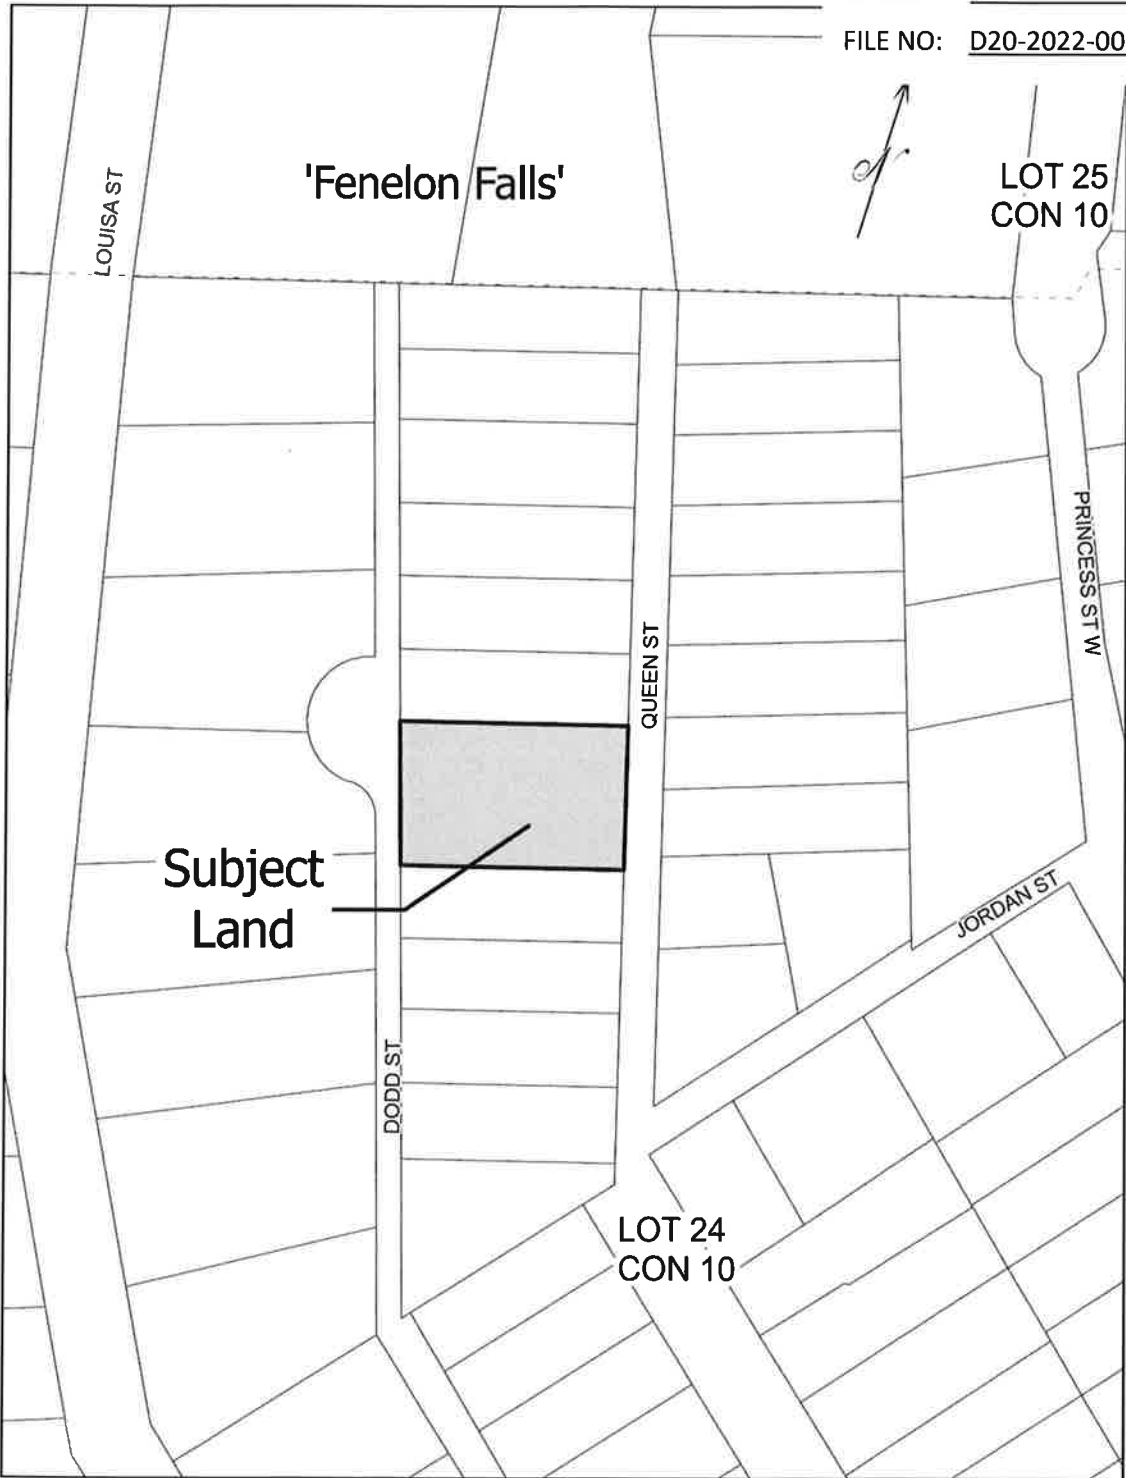 FILE NO: D20-2022-00
'Fenelon Falls'
LOT 25
CON 10
LOUISA ST
PRINCESS ST W
QUEEN ST
Subject
Land
JORDAN ST
DODD ST
LOT 24
CON 10